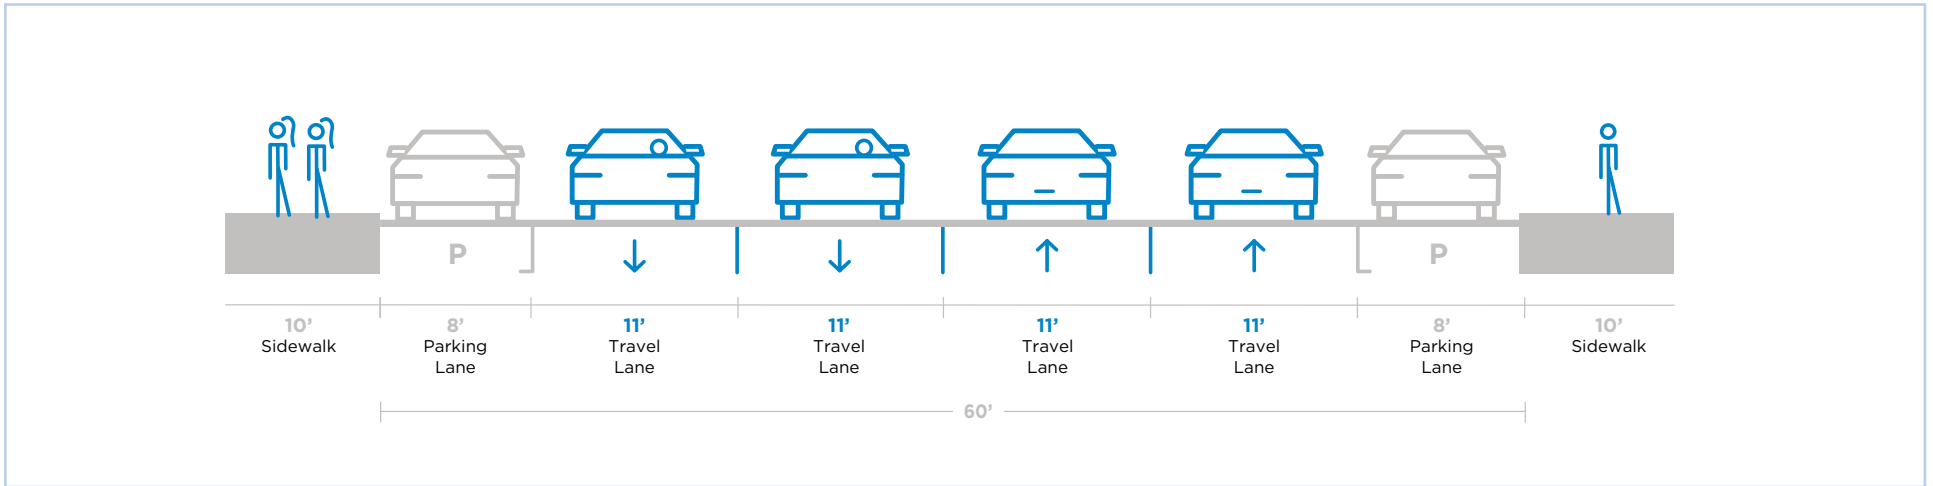 P
P
10’
8’
11’
11’
11’
11’
8’
10’
Sidewalk
Parking
Lane
Travel
Lane
Travel
Lane
Travel
Lane
Travel
Lane
Parking
Lane
Sidewalk
60’